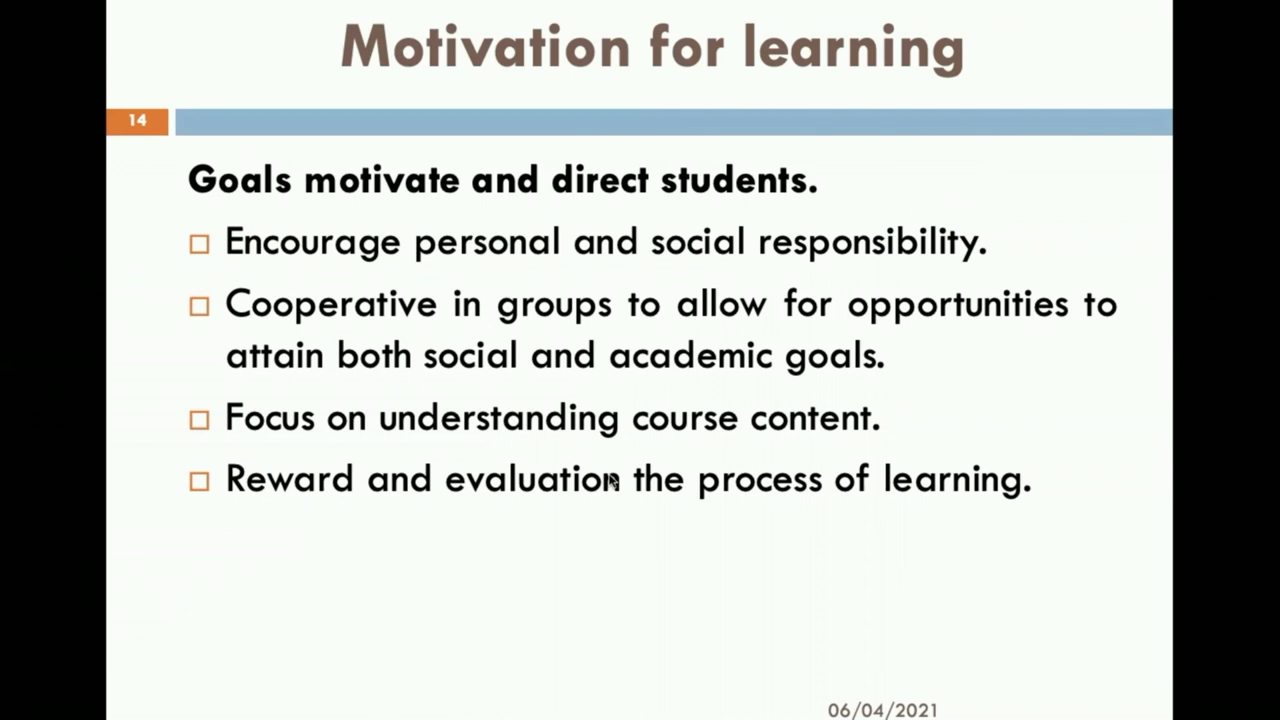 Motivation for learning
14
Goals motivate and direct students.
Encourage personal and social responsibility.
Cooperative in groups to allow for opportunities to
attain both social and academic goals.
Focus on understanding course content.
Reward and evaluation the process of learning.
06/04/2021